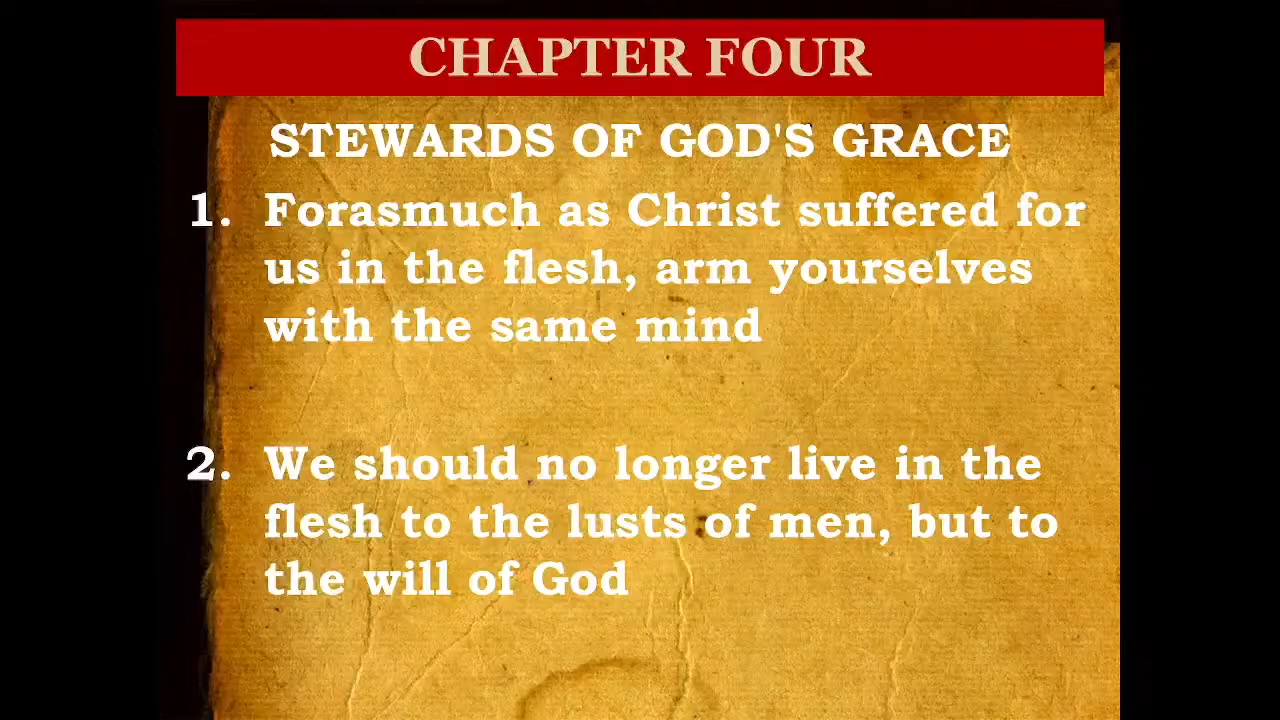 CHAPTER FOUR
STEWARDS OF GOD'S GRACE
1. Forasmuch as Christ suffered for
us in the flesh, arm yourselves
with the same mind
2. We should no longer live in the
flesh to the lusts of men, but to
the will of God